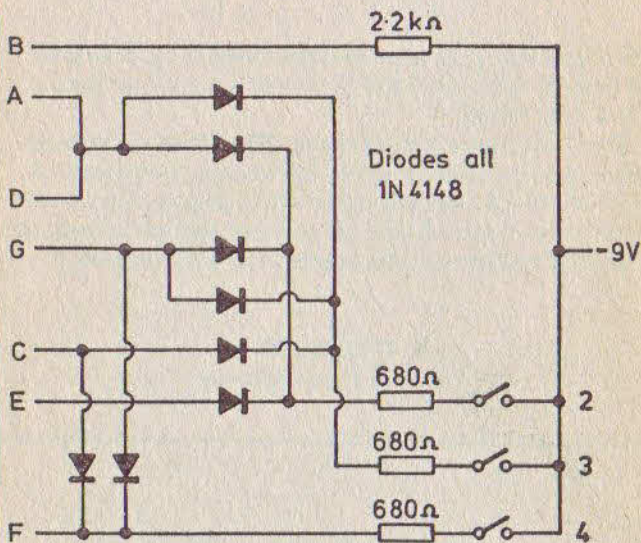 2·2kΩ
B
A
Diodes all
1N4148
D
G
-9V
C
680Ω
E
2
680Ω
3
680Ω
F
4